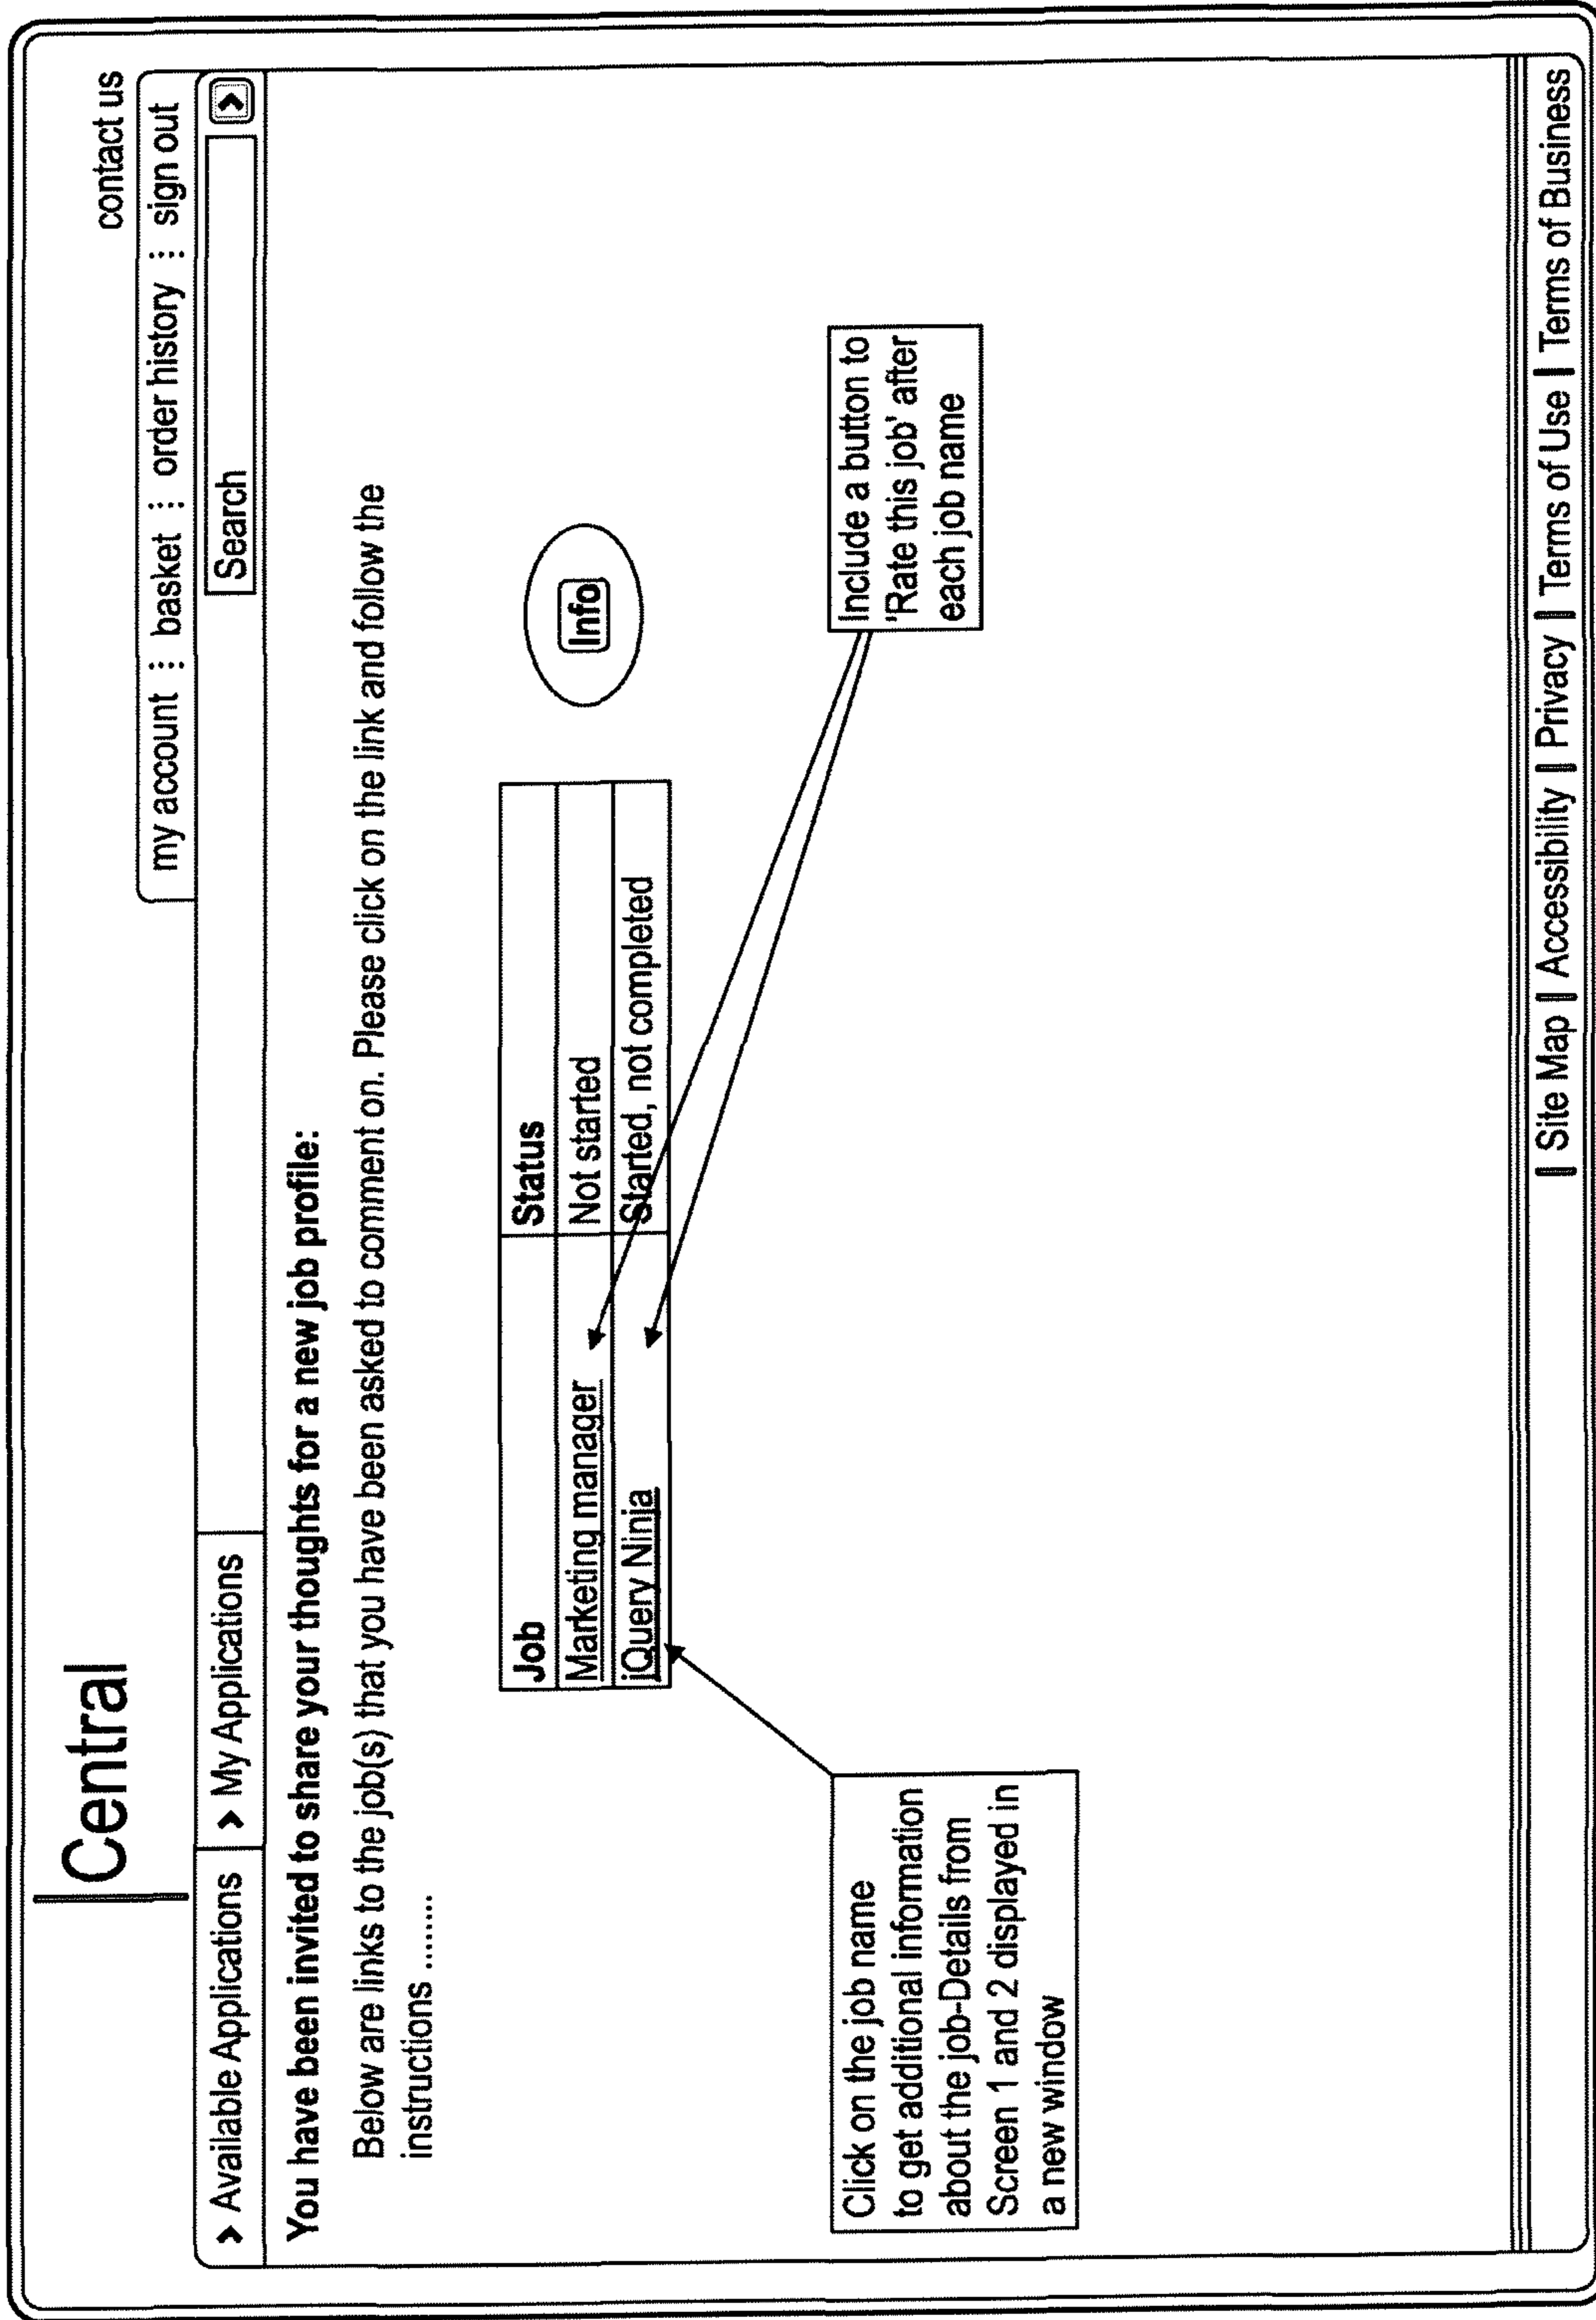 Central
contact us
my account ⋮ basket ⋮ order history ⋮ sign out
Available Applications
My Applications
Search
You have been invited to share your thoughts for a new job profile:
Below are links to the job(s) that you have been asked to comment on. Please click on the link and follow the
instructions ........
Job Status
Marketing manager Not started
jQuery Ninja Started, not completed
Info
Click on the job name
to get additional information
about the job-Details from
Screen 1 and 2 displayed in
a new window
Include a button to
'Rate this job' after
each job name
| Site Map | Accessibility | Privacy | Terms of Use | Terms of Business